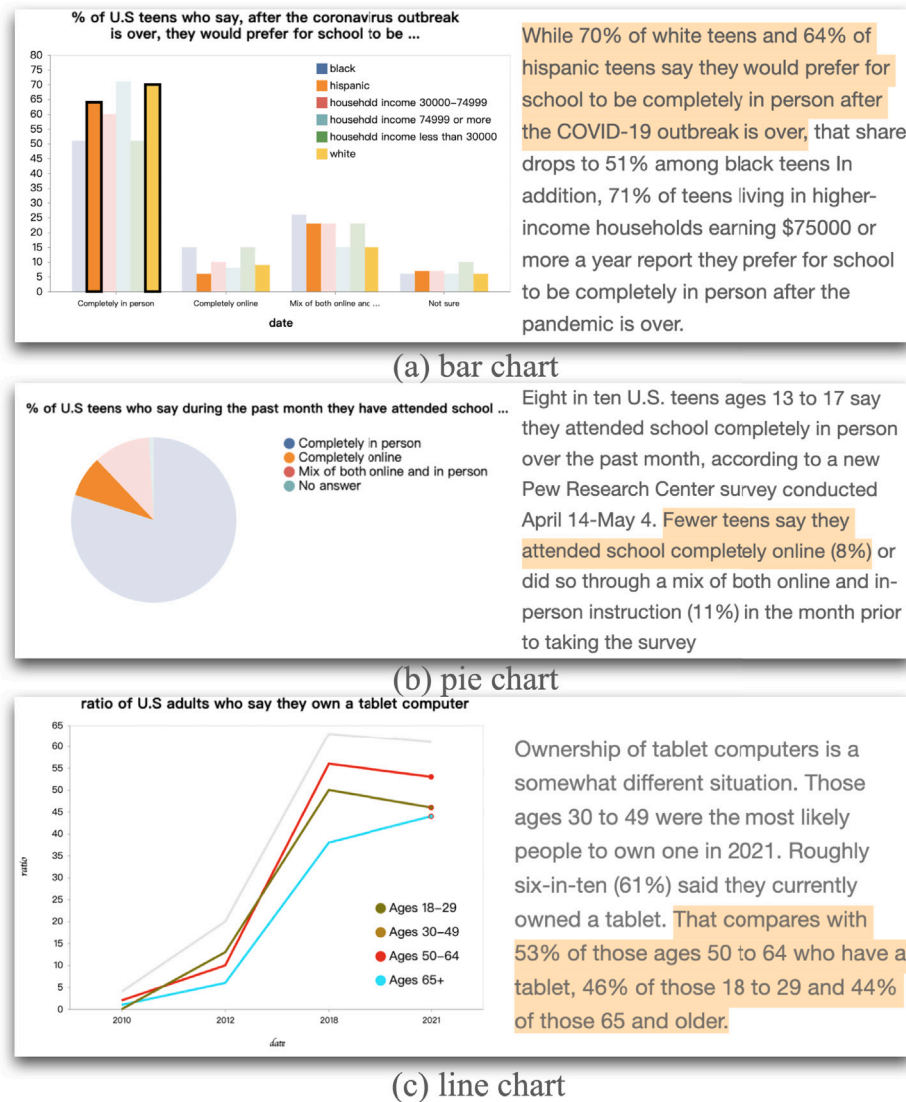 % of U.S teens who say, after the coronavirus outbreak
is over, they would prefer for school to be ...
80
75
70
65
60
55
50
45
40
35
30
25
20
15
10
5
0
black
hispanic
househdd income 30000–74999
househdd income 74999 or more
househdd income less than 30000
white
Completely in person
Completely online
Mix of both online and ...
Not sure
date
While 70% of white teens and 64% of
hispanic teens say they would prefer for
school to be completely in person after
the COVID-19 outbreak is over, that share
drops to 51% among black teens In
addition, 71% of teens living in higher-
income households earning $75000 or
more a year report they prefer for school
to be completely in person after the
pandemic is over.
(a) bar chart
% of U.S teens who say during the past month they have attended school ...
Completely in person
Completely online
Mix of both online and in person
No answer
Eight in ten U.S. teens ages 13 to 17 say
they attended school completely in person
over the past month, according to a new
Pew Research Center survey conducted
April 14-May 4. Fewer teens say they
attended school completely online (8%) or
did so through a mix of both online and in-
person instruction (11%) in the month prior
to taking the survey
(b) pie chart
ratio of U.S adults who say they own a tablet computer
65
60
55
50
45
40
35
30
25
20
15
10
5
0
ratio
Ages 18–29
Ages 30–49
Ages 50–64
Ages 65+
2010
2012
2018
2021
date
Ownership of tablet computers is a
somewhat different situation. Those
ages 30 to 49 were the most likely
people to own one in 2021. Roughly
six-in-ten (61%) said they currently
owned a tablet. That compares with
53% of those ages 50 to 64 who have a
tablet, 46% of those 18 to 29 and 44%
of those 65 and older.
(c) line chart